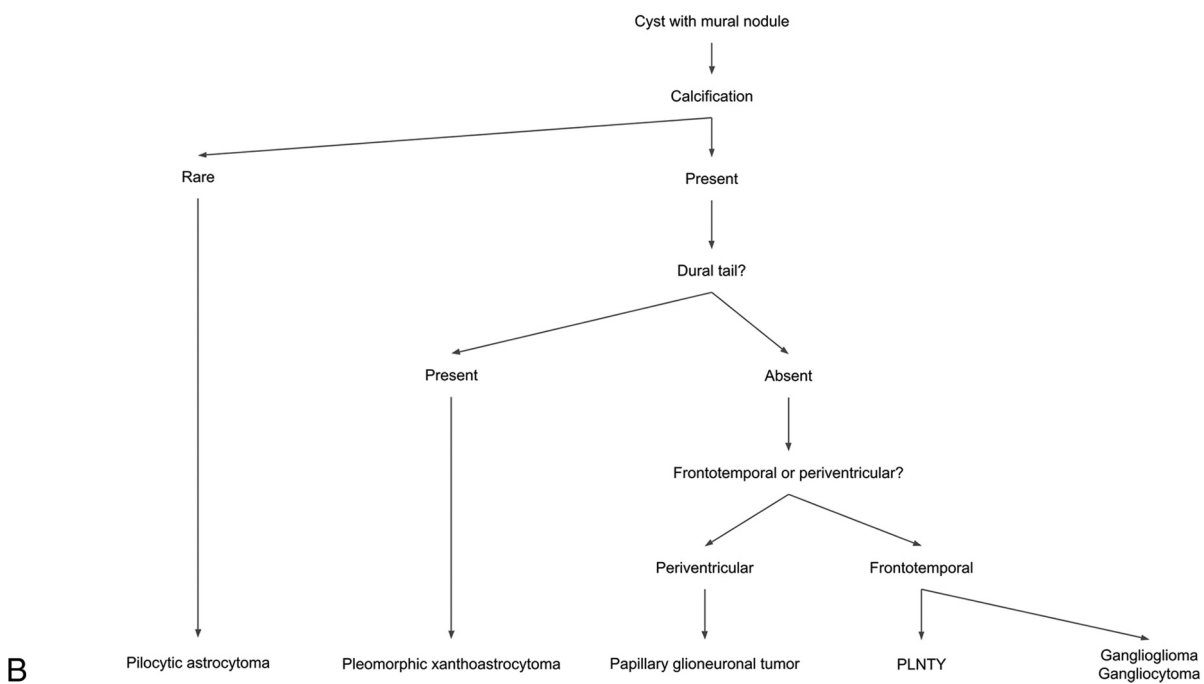 Cyst with mural nodule
Calcification
Rare
Present
Dural tail?
Present
Absent
Frontotemporal or periventricular?
Periventricular
Frontotemporal
Pilocytic astrocytoma
Pleomorphic xanthoastrocytoma
Papillary glioneuronal tumor
PLNTY
Ganglioglioma
Gangliocytoma
B